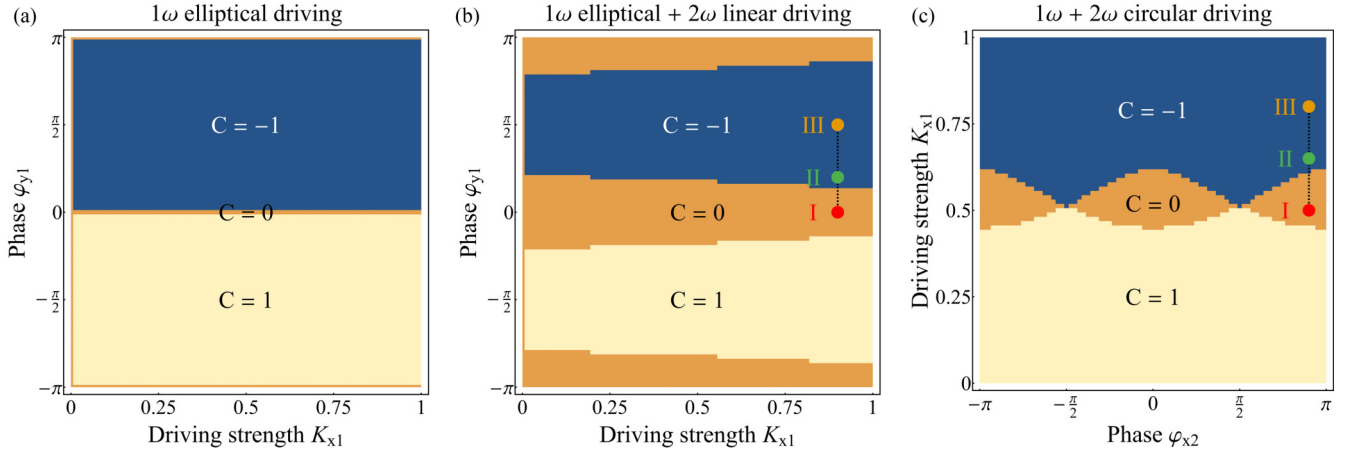 (a)
1ω elliptical driving
π
π/2
0
−π/2
−π
Phase φy1
C = −1
C = 0
C = 1
0
0.25
0.5
0.75
1
Driving strength Kx1
(b)
1ω elliptical + 2ω linear driving
π
π/2
0
−π/2
−π
Phase φy1
C = −1
C = 0
C = 1
III
II
I
0
0.25
0.5
0.75
1
Driving strength Kx1
(c)
1ω + 2ω circular driving
1
0.75
0.5
0.25
0
Driving strength Kx1
C = −1
C = 0
C = 1
III
II
I
−π
−π/2
0
π/2
π
Phase φx2